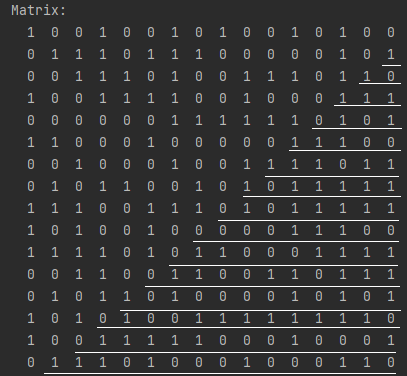 Matrix:
1 0 0 1 0 0 1 0 1 0 0 1 0 1 0 0
0 1 1 1 0 1 1 1 0 0 0 0 0 1 0 1
0 0 1 1 1 0 1 0 0 1 1 1 0 1 1 0
1 0 0 1 1 1 1 0 0 1 0 0 0 1 1 1
0 0 0 0 0 0 1 1 1 1 1 1 0 1 0 1
1 1 0 0 0 1 0 0 0 0 0 1 1 1 0 0
0 0 1 0 0 0 1 0 0 1 1 1 1 0 1 1
0 1 0 1 1 0 0 1 0 1 0 1 1 1 1 1
1 1 1 0 0 1 1 1 0 1 0 1 1 1 1 1
1 0 1 0 0 1 0 0 0 0 0 1 1 1 0 0
1 1 1 1 0 1 0 1 1 0 0 0 1 1 1 1
0 0 1 1 0 0 1 1 0 0 1 1 0 1 1 1
0 1 0 1 1 0 1 0 0 0 0 1 0 1 0 1
1 0 1 0 1 0 0 1 1 1 1 1 1 1 1 0
1 0 0 1 1 1 1 1 0 0 0 1 0 0 0 1
0 1 1 1 0 1 0 0 0 1 0 0 0 1 1 0